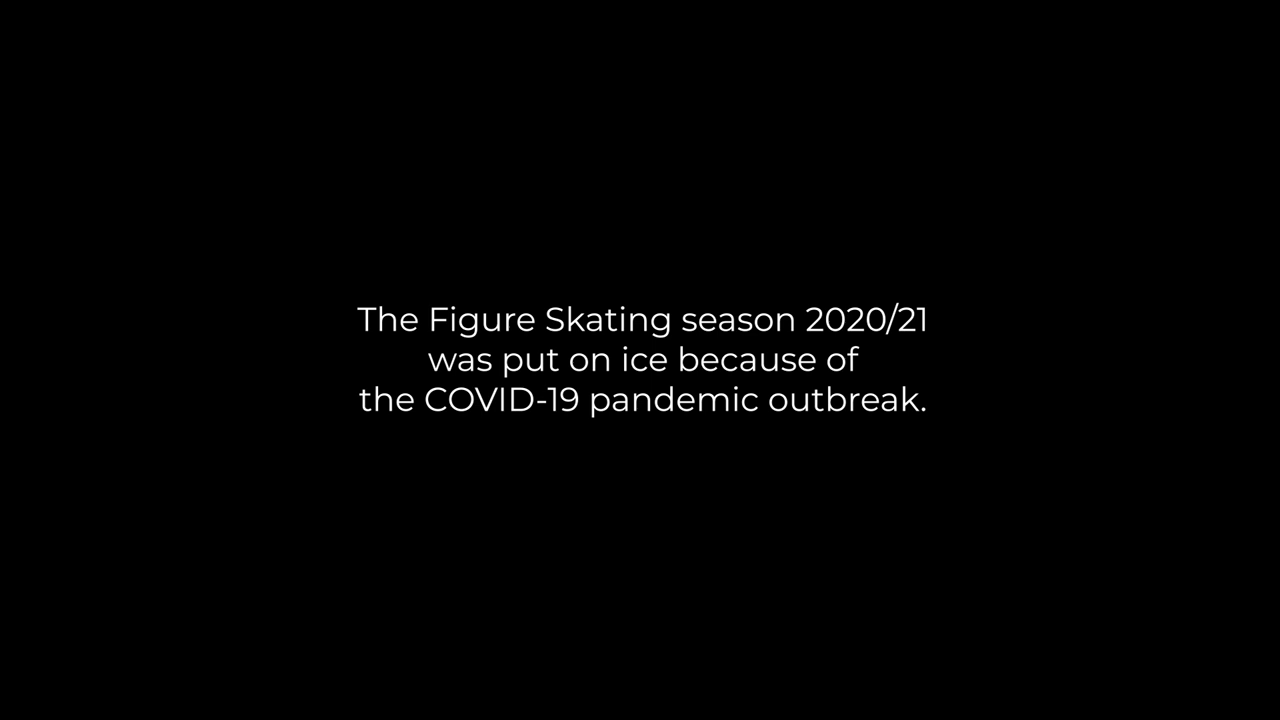 The Figure Skating season 2020/21
was put on ice because of
the COVID-19 pandemic outbreak.